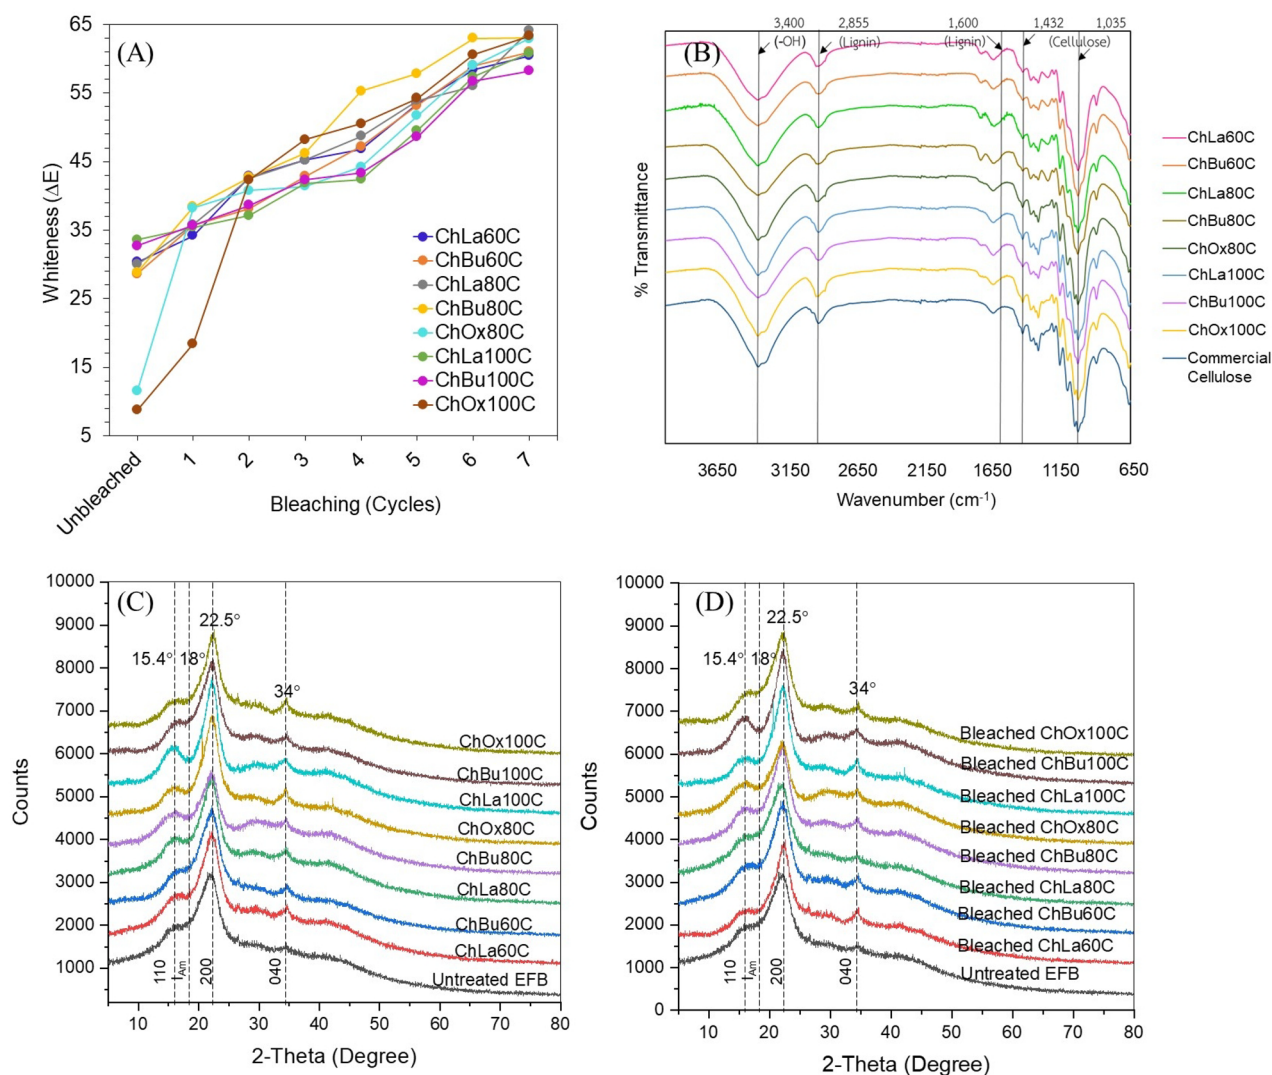 (A)
65
55
45
35
25
15
5
Whiteness (ΔE)
Unbleached
1
2
3
4
5
6
7
Bleaching (Cycles)
ChLa60C
ChBu60C
ChLa80C
ChBu80C
ChOx80C
ChLa100C
ChBu100C
ChOx100C
(B)
3,400
(-OH)
2,855
(Lignin)
1,600
(Lignin)
1,432
1,035
(Cellulose)
% Transmittance
3650 3150 2650 2150 1650 1150 650
Wavenumber (cm-1)
ChLa60C
ChBu60C
ChLa80C
ChBu80C
ChOx80C
ChLa100C
ChBu100C
ChOx100C
Commercial
Cellulose
(C)
10000
9000
8000
7000
6000
5000
4000
3000
2000
1000
Counts
22.5°
15.4°
18°
34°
ChOx100C
ChBu100C
ChLa100C
ChOx80C
ChBu80C
ChLa80C
ChBu60C
ChLa60C
Untreated EFB
110
IAm
200
040
10 20 30 40 50 60 70 80
2-Theta (Degree)
(D)
10000
9000
8000
7000
6000
5000
4000
3000
2000
1000
0
Counts
22.5°
15.4°
18°
34°
Bleached ChOx100C
Bleached ChBu100C
Bleached ChLa100C
Bleached ChOx80C
Bleached ChBu80C
Bleached ChLa80C
Bleached ChBu60C
Bleached ChLa60C
Untreated EFB
110
IAm
200
040
10 20 30 40 50 60 70 80
2-Theta (Degree)